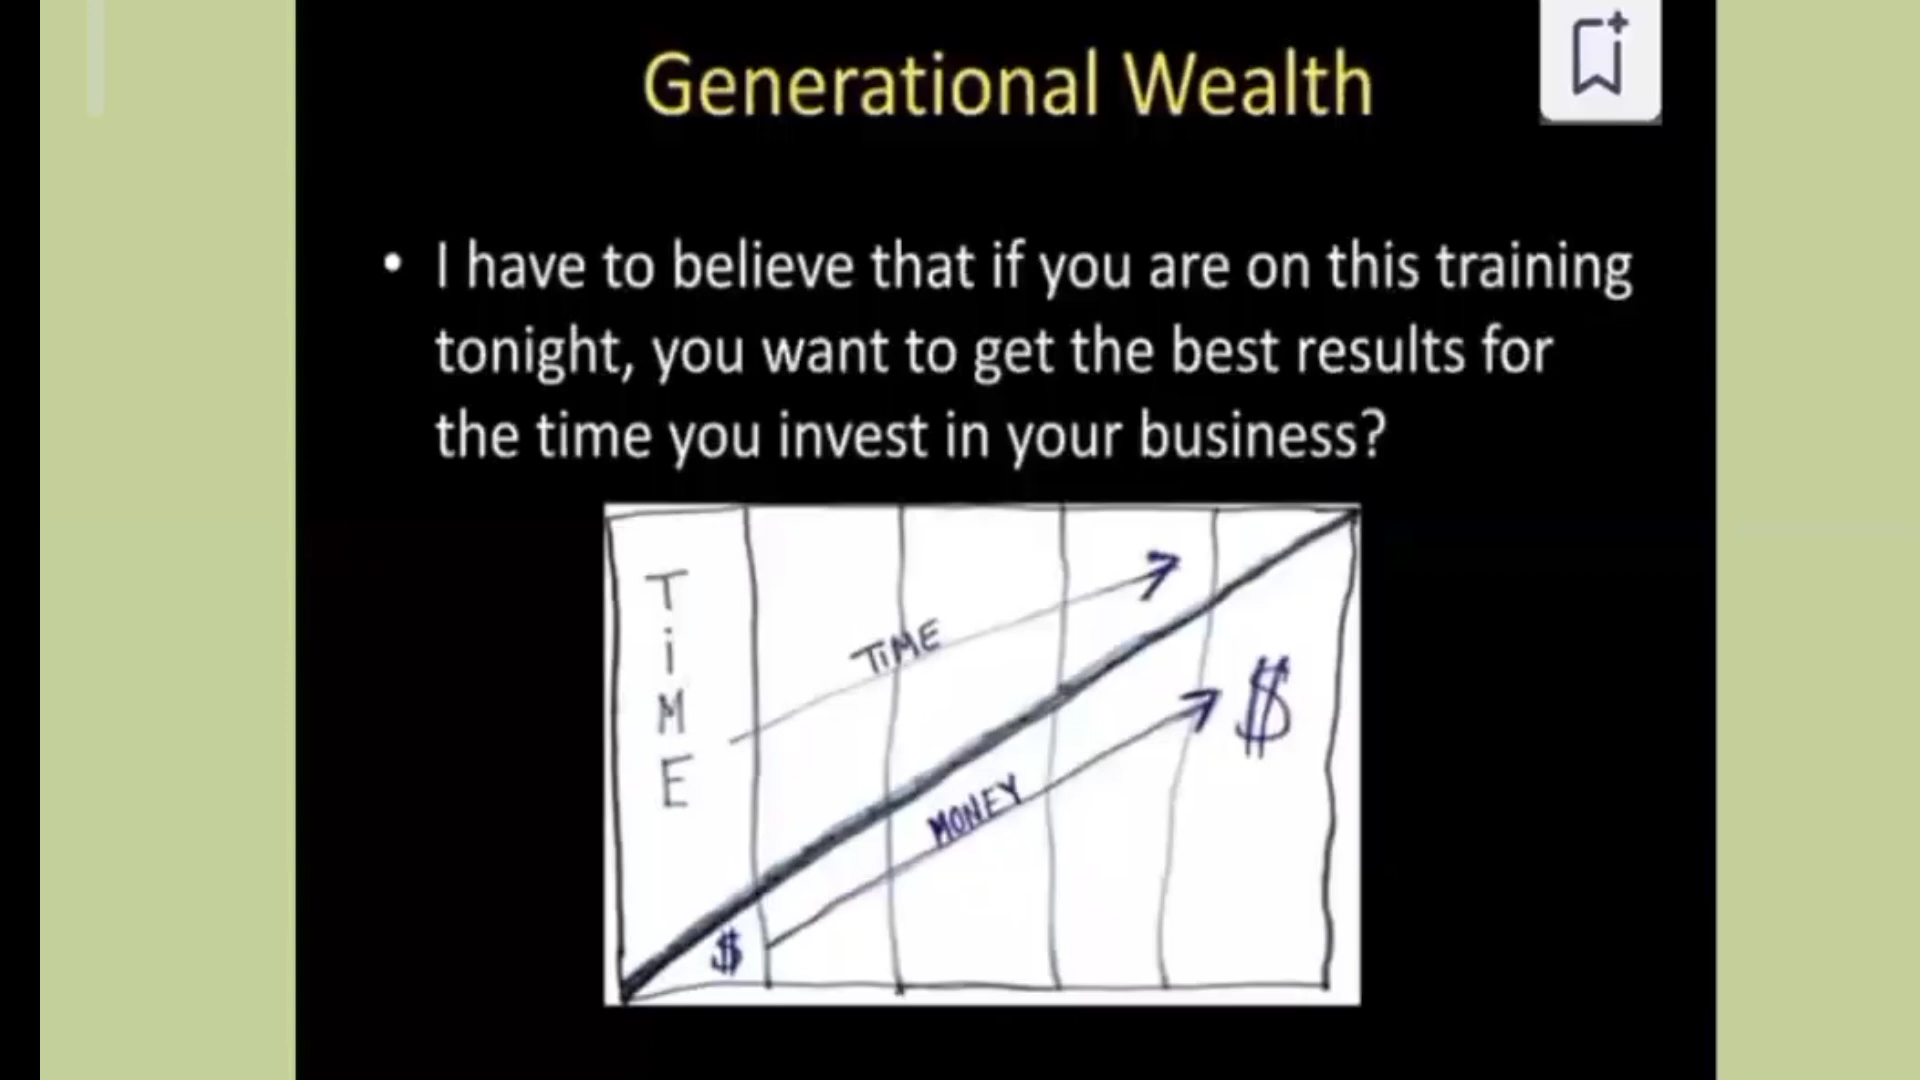 Generational Wealth
• I have to believe that if you are on this training
tonight, you want to get the best results for
the time you invest in your business?
TiME
TiME
MONEY
$
$